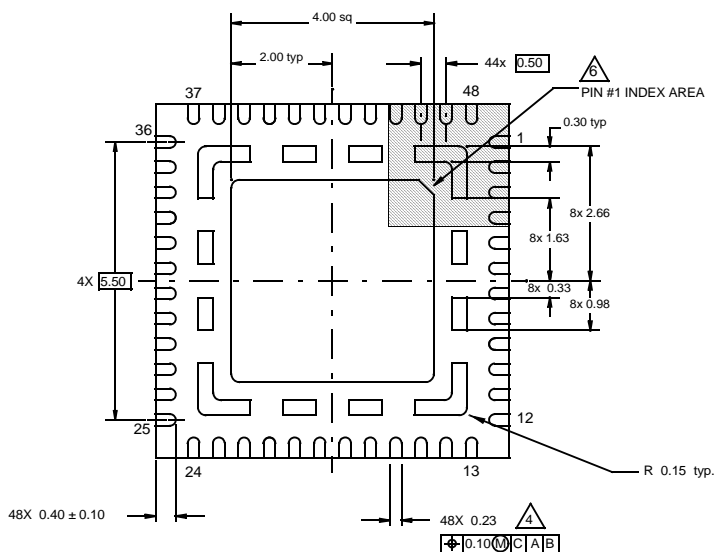 4.00 sq
2.00 typ
44x 0.50
6
PIN #1 INDEX AREA
37
48
0.30 typ
36
1
8x 2.66
8x 1.63
4X 5.50
8x 0.33
8x 0.98
25
12
24
13
R 0.15 typ.
48X 0.40 ± 0.10
48X 0.23
4
⌖ 0.10 Ⓜ C A B